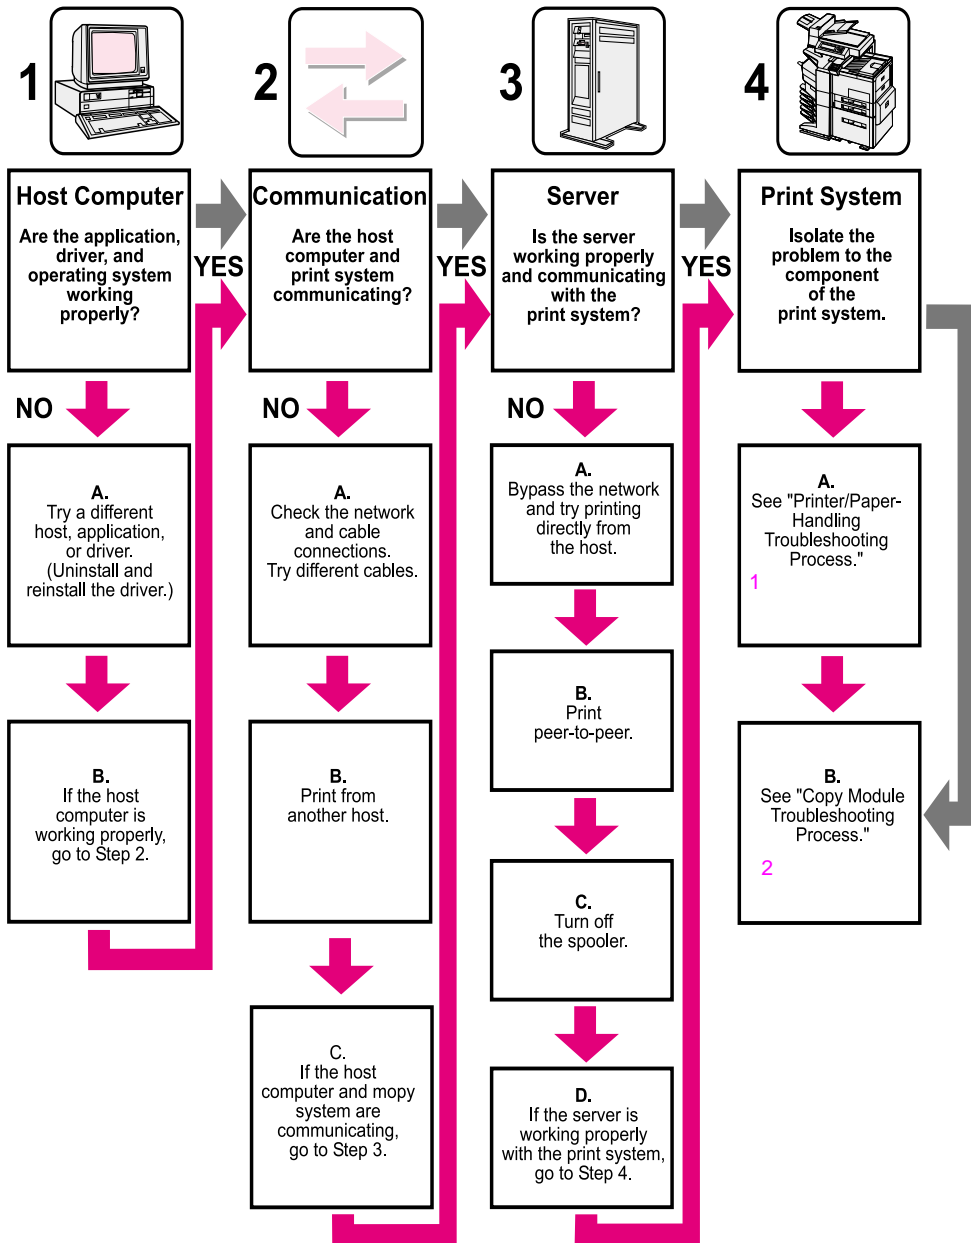 1
2
3
4
Host Computer
Are the application,
driver, and
operating system
working
properly?
YES
NO
A.
Try a different
host, application,
or driver.
(Uninstall and
reinstall the driver.)
B.
If the host
computer is
working properly,
go to Step 2.
Communication
Are the host
computer and
print system
communicating?
YES
NO
A.
Check the network
and cable
connections.
Try different cables.
B.
Print from
another host.
C.
If the host
computer and mopy
system are
communicating,
go to Step 3.
Server
Is the server
working properly
and communicating
with the
print system?
YES
NO
A.
Bypass the network
and try printing
directly from
the host.
B.
Print
peer-to-peer.
C.
Turn off
the spooler.
D.
If the server is
working properly
with the print system,
go to Step 4.
Print System
Isolate the
problem to the
component
of the
print system.
A.
See "Printer/Paper-
Handling
Troubleshooting
Process."
1
B.
See "Copy Module
Troubleshooting
Process."
2